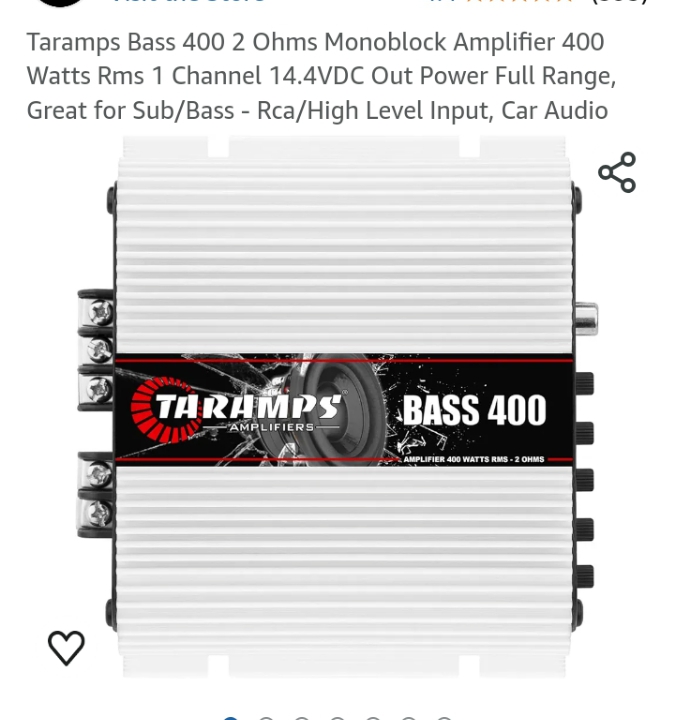 Taramps Bass 400 2 Ohms Monoblock Amplifier 400
Watts Rms 1 Channel 14.4VDC Out Power Full Range,
Great for Sub/Bass - Rca/High Level Input, Car Audio
TARAMPS
AMPLIFIERS
BASS 400
AMPLIFIER 400 WATTS RMS - 2 OHMS